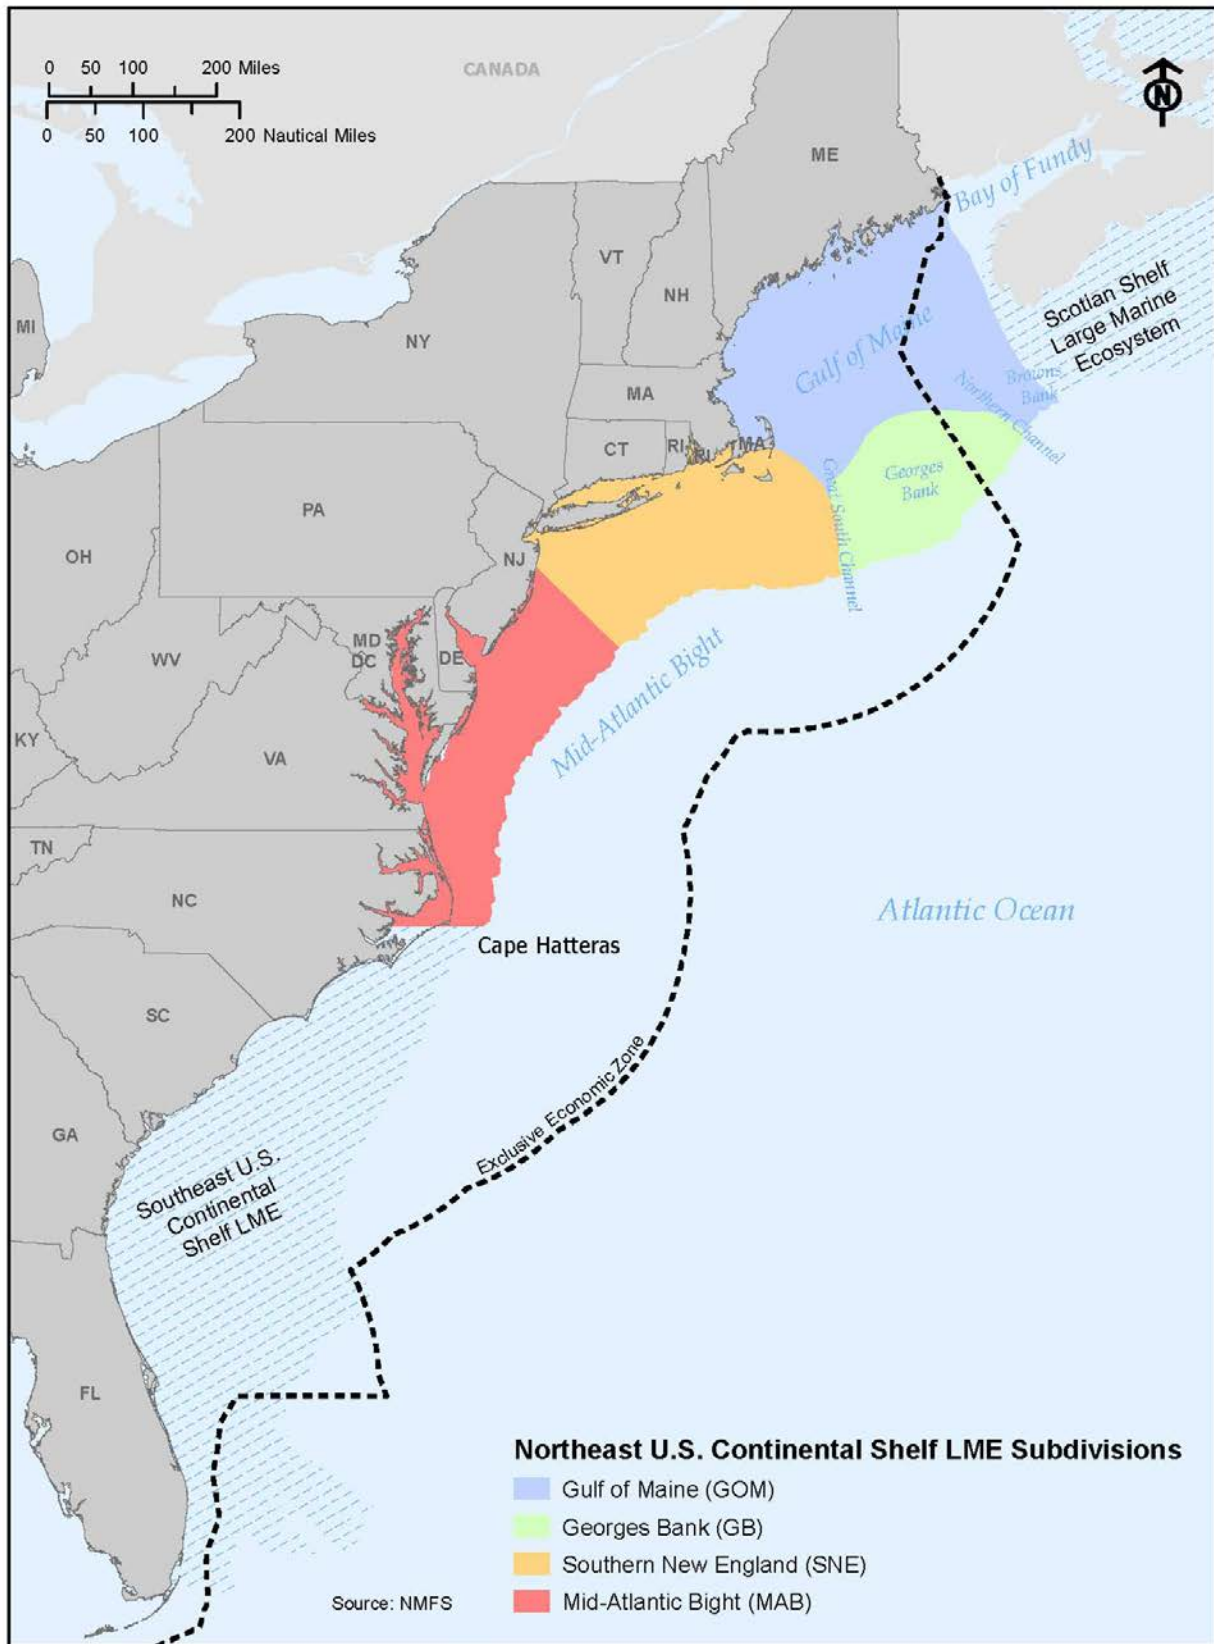 0 50 100 200 Miles
0 50 100 200 Nautical Miles
CANADA
N
ME
Bay of Fundy
VT
NH
MI
NY
Gulf of Maine
Scotian Shelf
Large Marine
Ecosystem
Browns
Bank
Northern Channel
MA
CT
RI
RI
MA
Georges
Bank
Great South Channel
PA
OH
NJ
MD
DC
DE
WV
Mid-Atlantic Bight
KY
VA
TN
NC
Atlantic Ocean
Cape Hatteras
SC
Exclusive Economic Zone
GA
Southeast U.S.
Continental
Shelf LME
FL
Northeast U.S. Continental Shelf LME Subdivisions
Gulf of Maine (GOM)
Georges Bank (GB)
Southern New England (SNE)
Mid-Atlantic Bight (MAB)
Source: NMFS